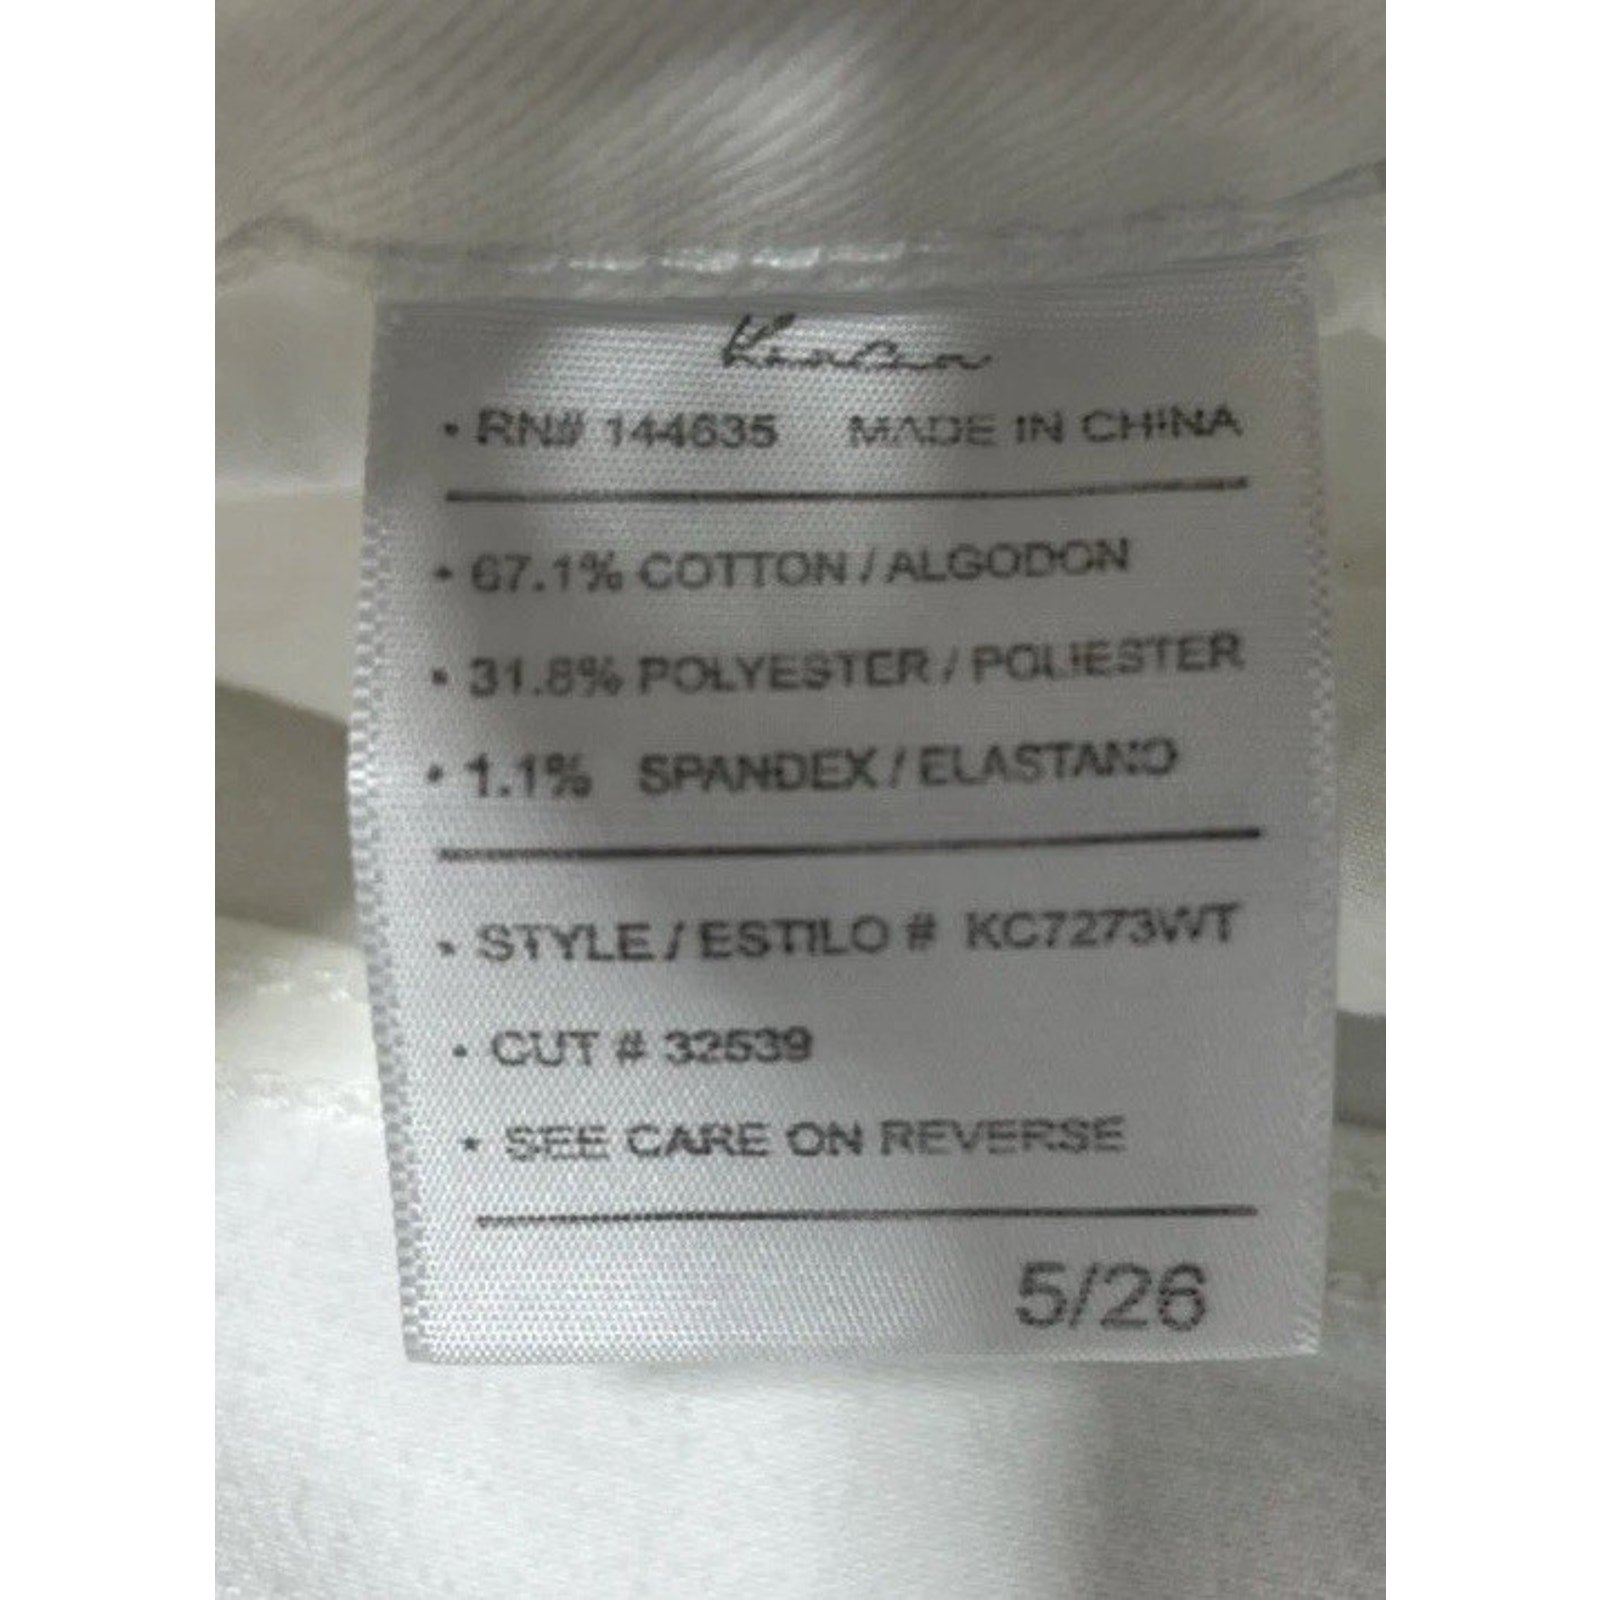 Kancan
• RN# 144635 MADE IN CHINA
• 67.1% COTTON / ALGODON
• 31.8% POLYESTER / POLIESTER
• 1.1% SPANDEX / ELASTANO
• STYLE / ESTILO # KC7273WT
• CUT # 32539
* SEE CARE ON REVERSE
5/26